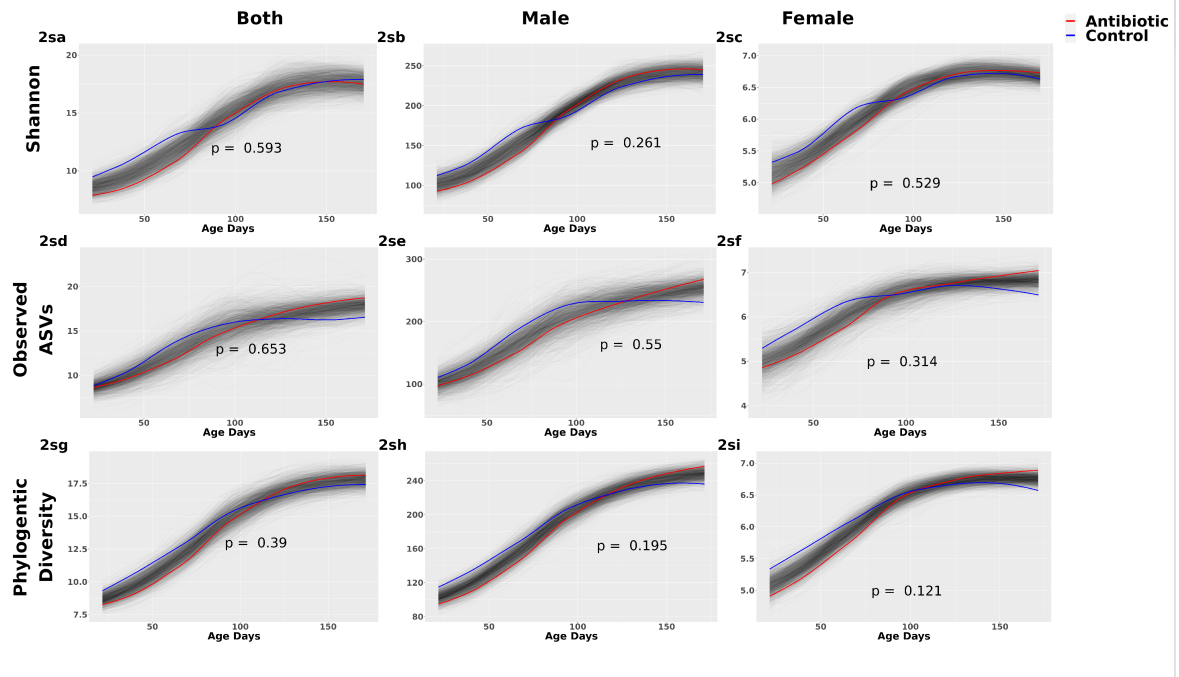 Both
Male
Female
Antibiotic
Control
Shannon
2sa
20
15
10
p = 0.593
50
100
150
Age Days
2sb
250
200
150
100
p = 0.261
50
100
150
Age Days
2sc
7.0
6.5
6.0
5.5
5.0
p = 0.529
50
100
150
Age Days
Observed
ASVs
2sd
20
15
10
p = 0.653
50
100
150
Age Days
2se
300
200
100
p = 0.55
50
100
150
Age Days
2sf
7
6
5
4
p = 0.314
50
100
150
Age Days
Phylogentic
Diversity
2sg
17.5
15.0
12.5
10.0
7.5
p = 0.39
50
100
150
Age Days
2sh
240
200
160
120
80
p = 0.195
50
100
150
Age Days
2si
7.0
6.5
6.0
5.5
5.0
p = 0.121
50
100
150
Age Days